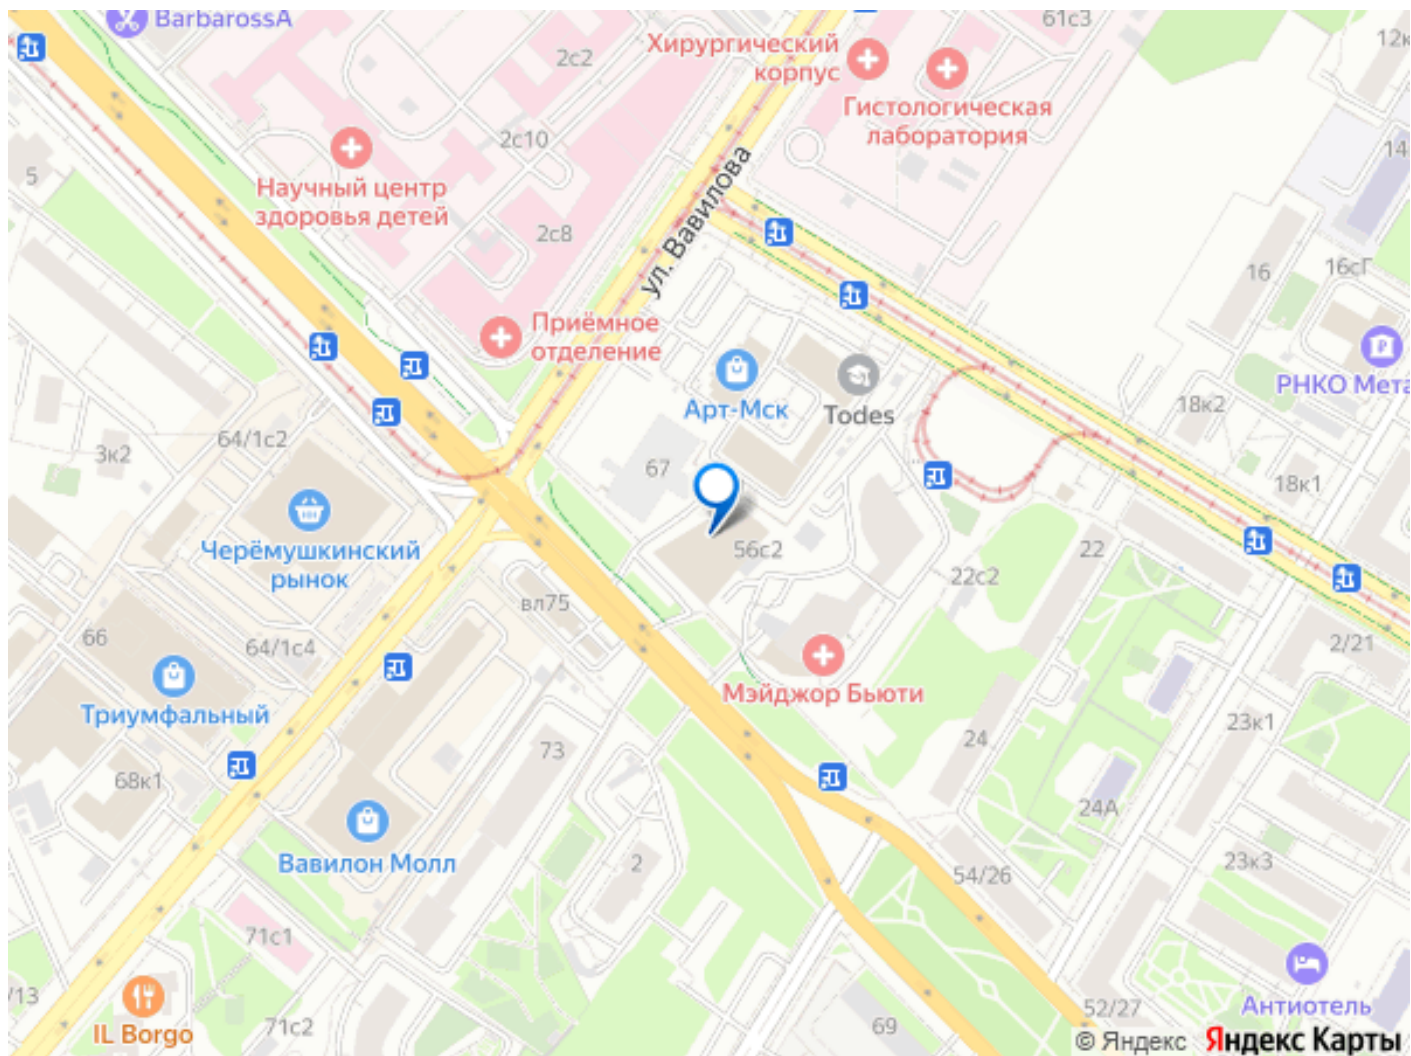 BarbarossA
61с3
12к
Хирургический
корпус
2с2
Гистологическая
лаборатория
2с10
14
5
Научный центр
здоровья детей
ул. Вавилова
2с8
16
16сГ
Приёмное
отделение
РНКО Мета
Арт-Мск
Todes
18к2
64/1с2
3к2
67
18к1
Черёмушкинский
рынок
56с2
22
22с2
вл75
66
64/1с4
2/21
Мэйджор Бьюти
Триумфальный
23к1
73
24
68к1
24А
Вавилон Молл
2
54/26
23к3
71с1
/13
Антиотель
52/27
IL Borgo
71с2
69
© Яндекс Яндекс Карты